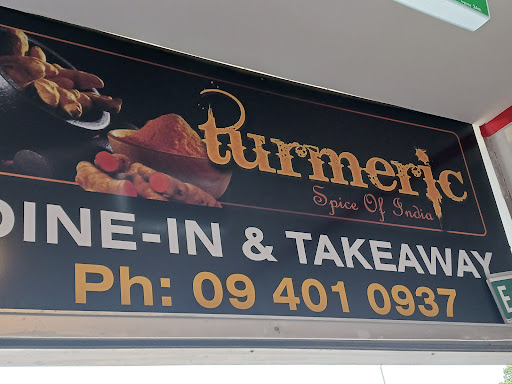 turmeric
Spice Of India
DINE-IN & TAKEAWAY
Ph: 09 401 0937
E